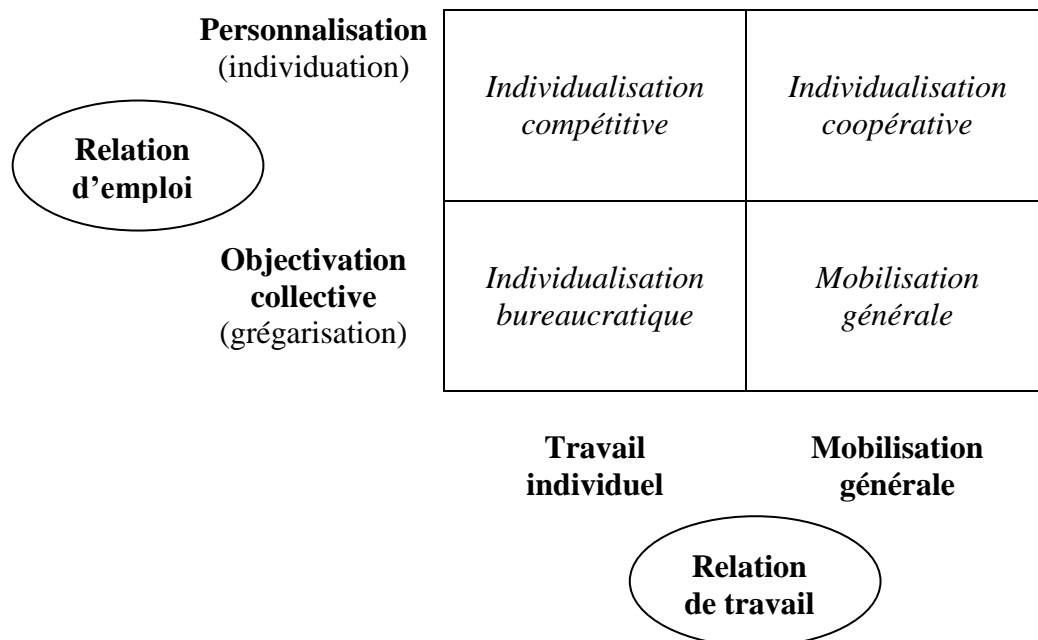 Personnalisation
(individuation)
Individualisation
compétitive
Individualisation
coopérative
Relation
d’emploi
Objectivation
collective
(grégarisation)
Individualisation
bureaucratique
Mobilisation
générale
Travail
individuel
Mobilisation
générale
Relation
de travail